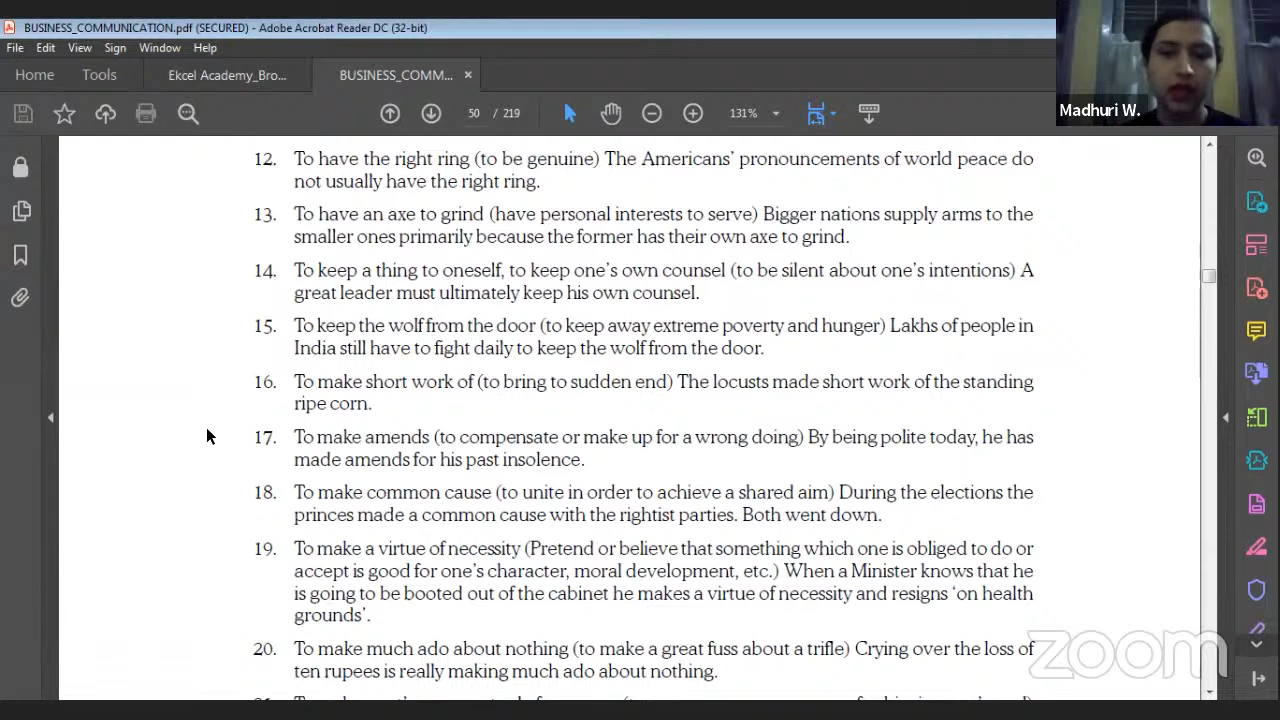 BUSINESS_COMMUNICATION.pdf (SECURED) - Adobe Acrobat Reader DC (32-bit)
File Edit View Sign Window Help
Home Tools Ekcel Academy_Bro... BUSINESS_COMM... ×
50 / 219 131%
Madhuri W.
12. To have the right ring (to be genuine) The Americans’ pronouncements of world peace do
not usually have the right ring.
13. To have an axe to grind (have personal interests to serve) Bigger nations supply arms to the
smaller ones primarily because the former has their own axe to grind.
14. To keep a thing to oneself, to keep one’s own counsel (to be silent about one’s intentions) A
great leader must ultimately keep his own counsel.
15. To keep the wolf from the door (to keep away extreme poverty and hunger) Lakhs of people in
India still have to fight daily to keep the wolf from the door.
16. To make short work of (to bring to sudden end) The locusts made short work of the standing
ripe corn.
17. To make amends (to compensate or make up for a wrong doing) By being polite today, he has
made amends for his past insolence.
18. To make common cause (to unite in order to achieve a shared aim) During the elections the
princes made a common cause with the rightist parties. Both went down.
19. To make a virtue of necessity (Pretend or believe that something which one is obliged to do or
accept is good for one’s character, moral development, etc.) When a Minister knows that he
is going to be booted out of the cabinet he makes a virtue of necessity and resigns ‘on health
grounds’.
20. To make much ado about nothing (to make a great fuss about a trifle) Crying over the loss of
ten rupees is really making much ado about nothing.
zoom